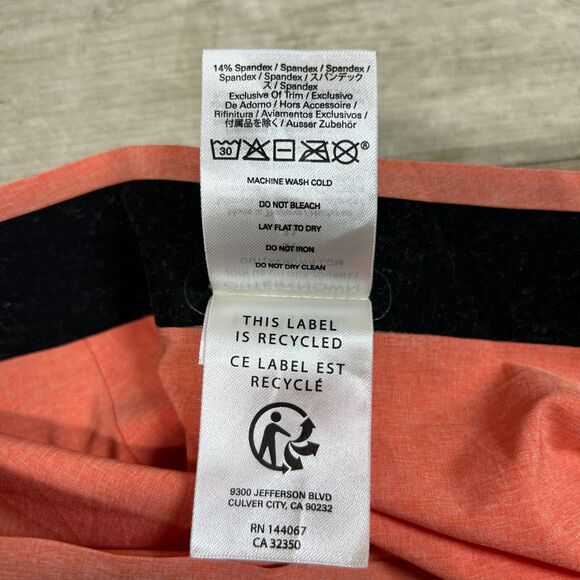 14% Spandex / Spandex / Spandex /
Spandex / Spandex / スパンデック
ス / Spandex
Exclusive Of Trim / Exclusivo
De Adorno / Hors Accessoire /
Rifinitura / Aviamentos Exclusivos /
付属品を除く / Ausser Zubehör
30
®
MACHINE WASH COLD
DO NOT BLEACH
LAY FLAT TO DRY
DO NOT IRON
DO NOT DRY CLEAN
THIS LABEL
IS RECYCLED
CE LABEL EST
RECYCLÉ
9300 JEFFERSON BLVD
CULVER CITY, CA 90232
RN 144067
CA 32350